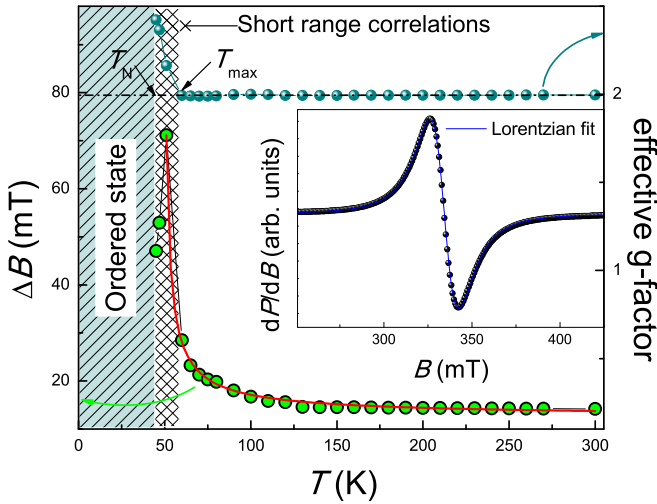 Short range correlations
T_N
T_max
80
60
40
20
ΔB (mT)
Ordered state
2
1
effective g-factor
Lorentzian fit
dP/dB (arb. units)
300
350
400
B (mT)
0
50
100
150
200
250
300
T (K)